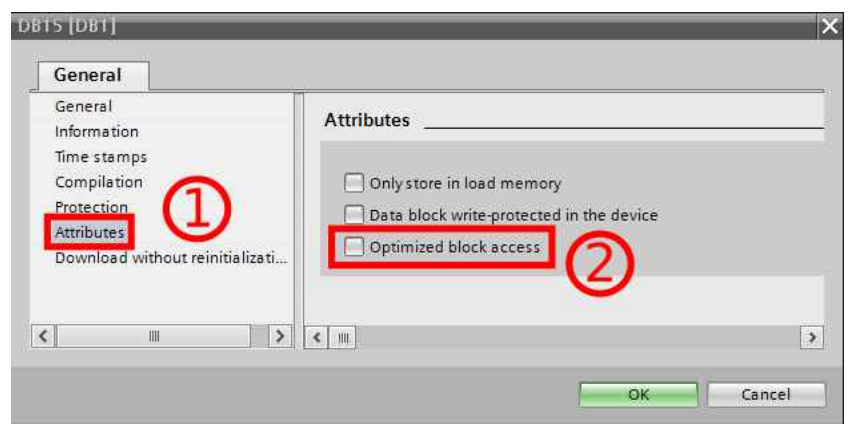 DB1S [DB1]
General
General
Information
Time stamps
Compilation
Protection
Attributes
Download without reinitializati...
1
Attributes
Only store in load memory
Data block write-protected in the device
Optimized block access
2
OK
Cancel